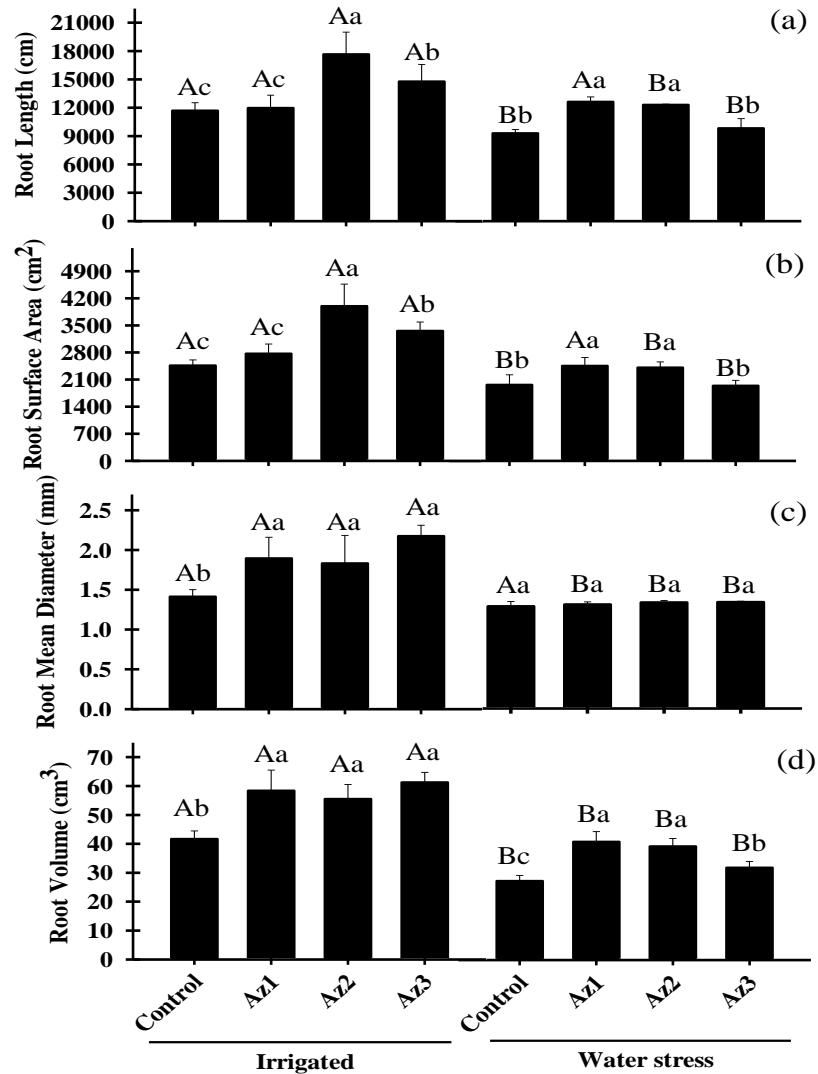 (a)
Root Length (cm)
21000
18000
15000
12000
9000
6000
3000
0
Ac
Ac
Aa
Ab
Bb
Aa
Ba
Bb
(b)
Root Surface Area (cm²)
4900
4200
3500
2800
2100
1400
700
0
Ac
Ac
Aa
Ab
Bb
Aa
Ba
Bb
(c)
Root Mean Diameter (mm)
2.5
2.0
1.5
1.0
0.5
0.0
Ab
Aa
Aa
Aa
Aa
Ba
Ba
Ba
(d)
Root Volume (cm³)
70
60
50
40
30
20
10
0
Ab
Aa
Aa
Aa
Bc
Ba
Ba
Bb
Control
Az1
Az2
Az3
Control
Az1
Az2
Az3
Irrigated
Water stress